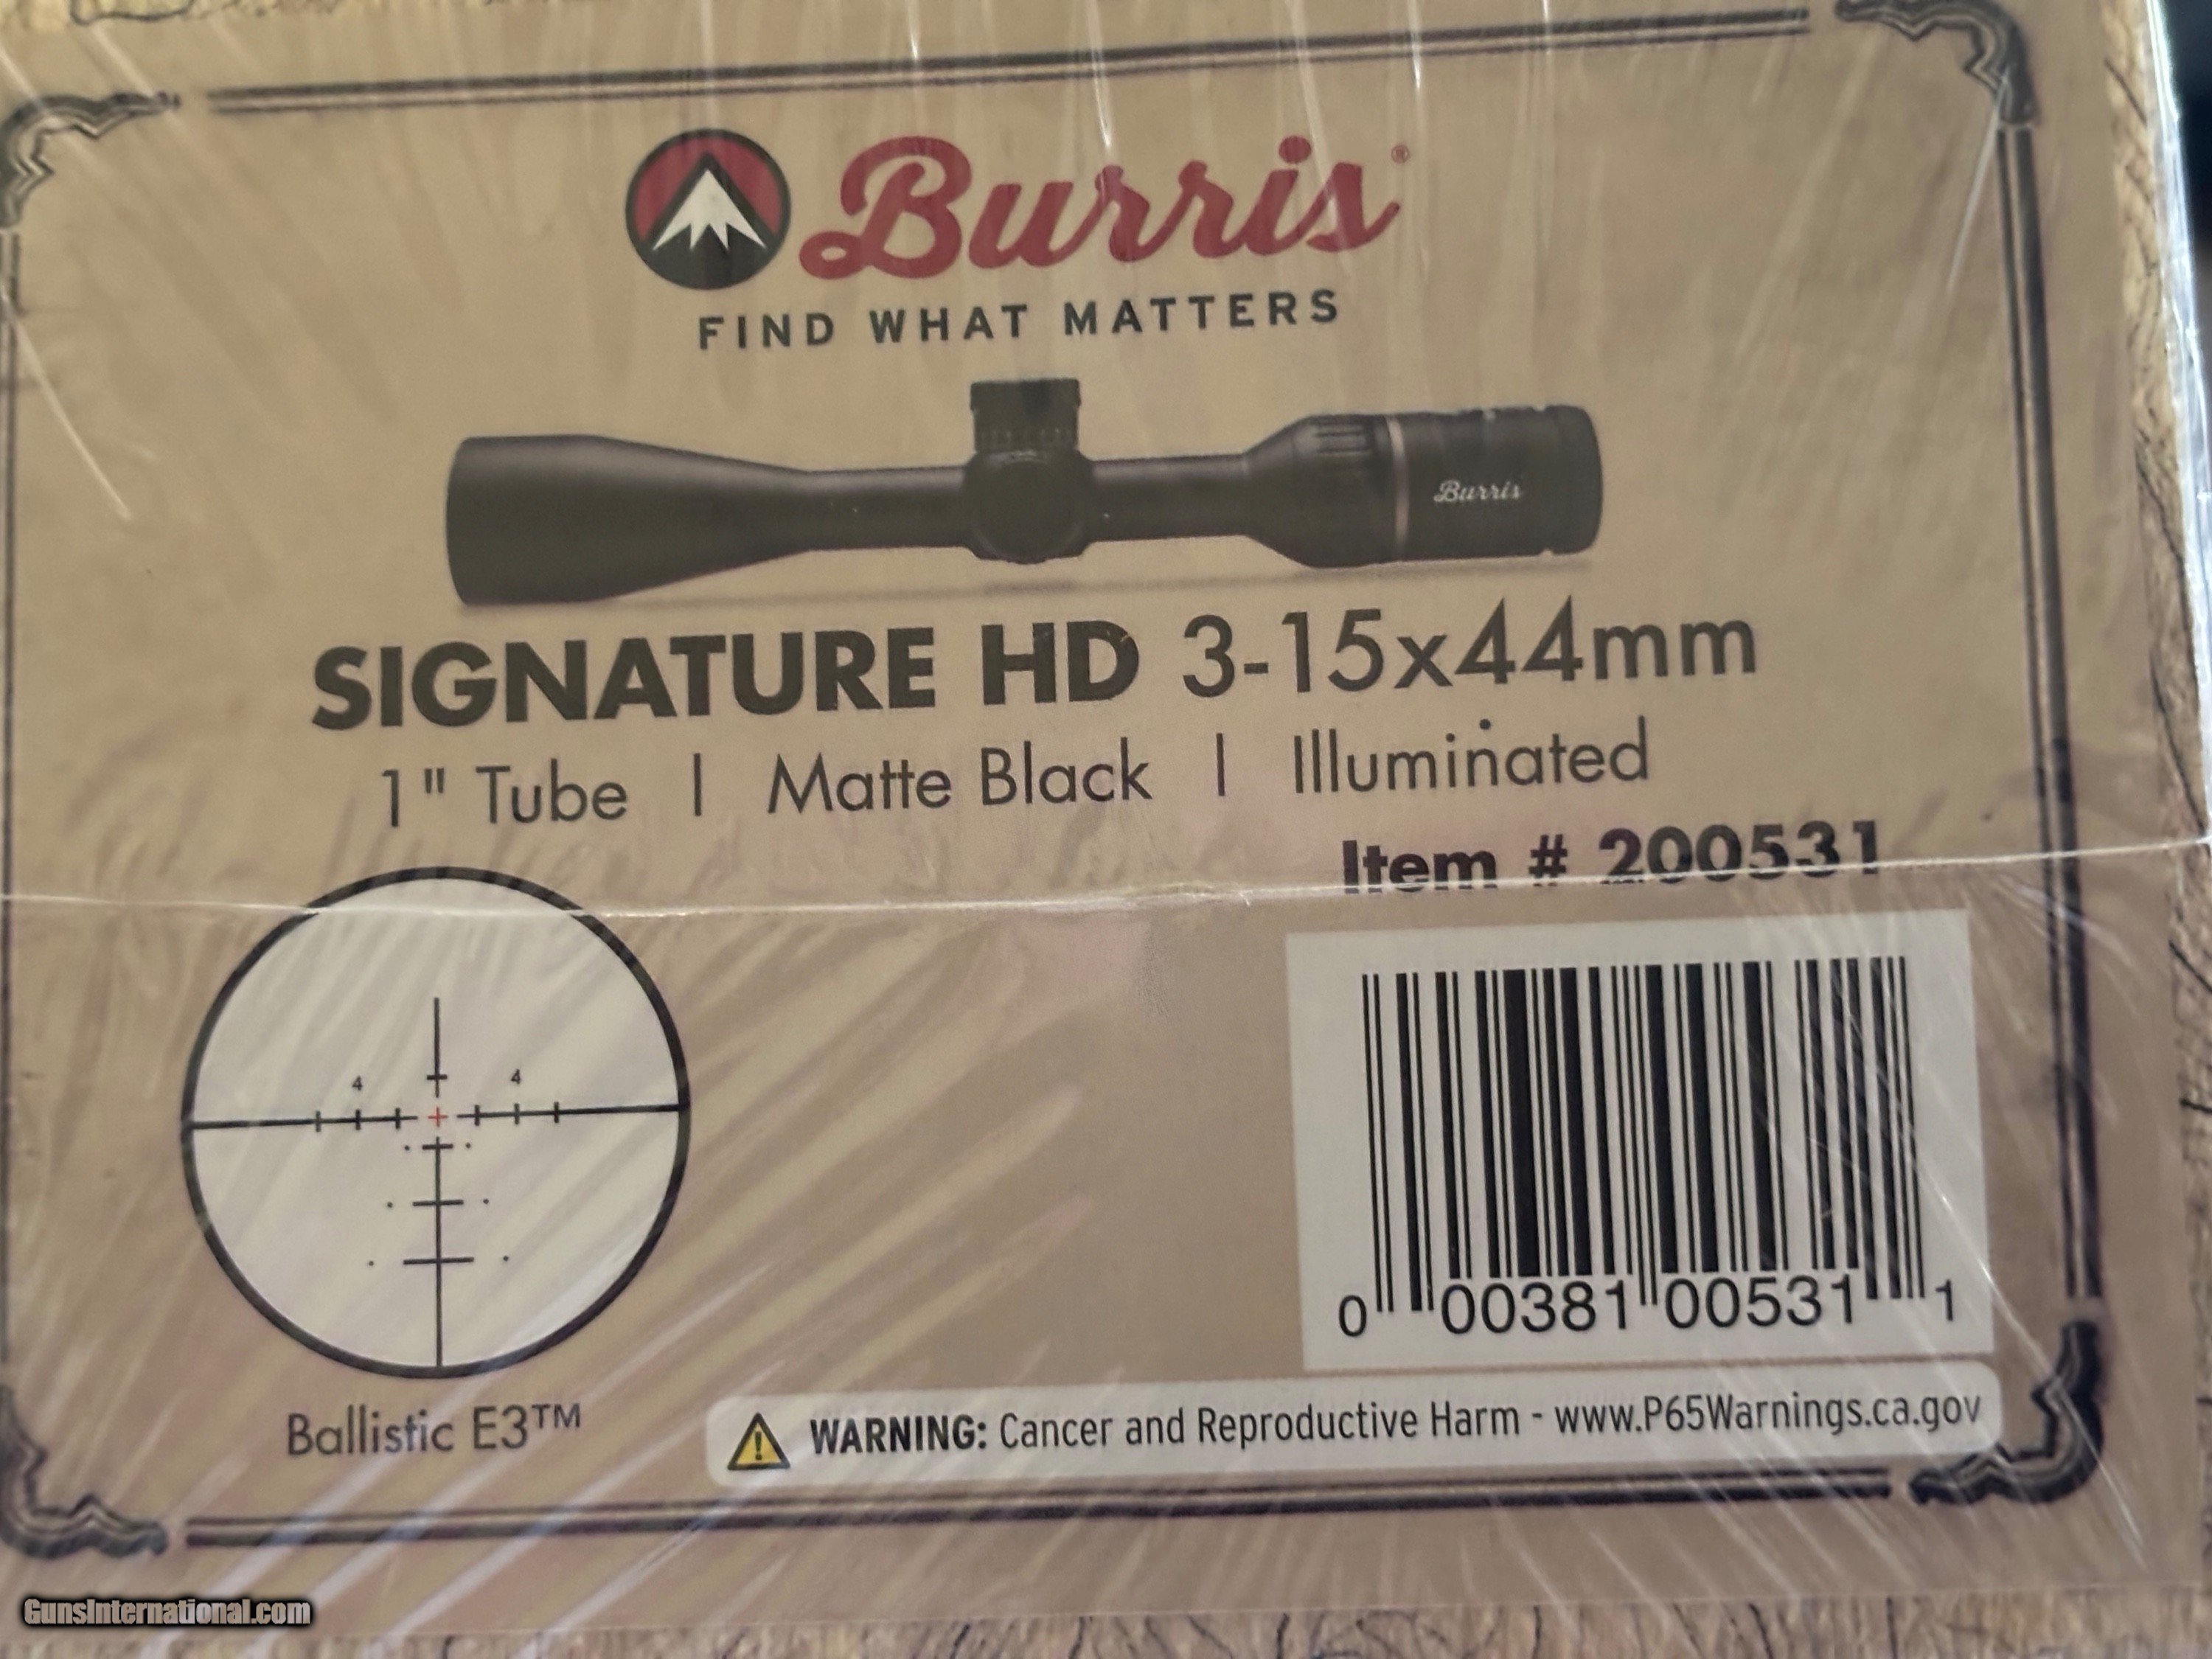 Burris®
FIND WHAT MATTERS
Burris
SIGNATURE HD 3-15x44mm
1" Tube | Matte Black | Illuminated
Item # 200531
4 4
0 00381 00531 1
Ballistic E3™
WARNING: Cancer and Reproductive Harm - www.P65Warnings.ca.gov
GunsInternational.com